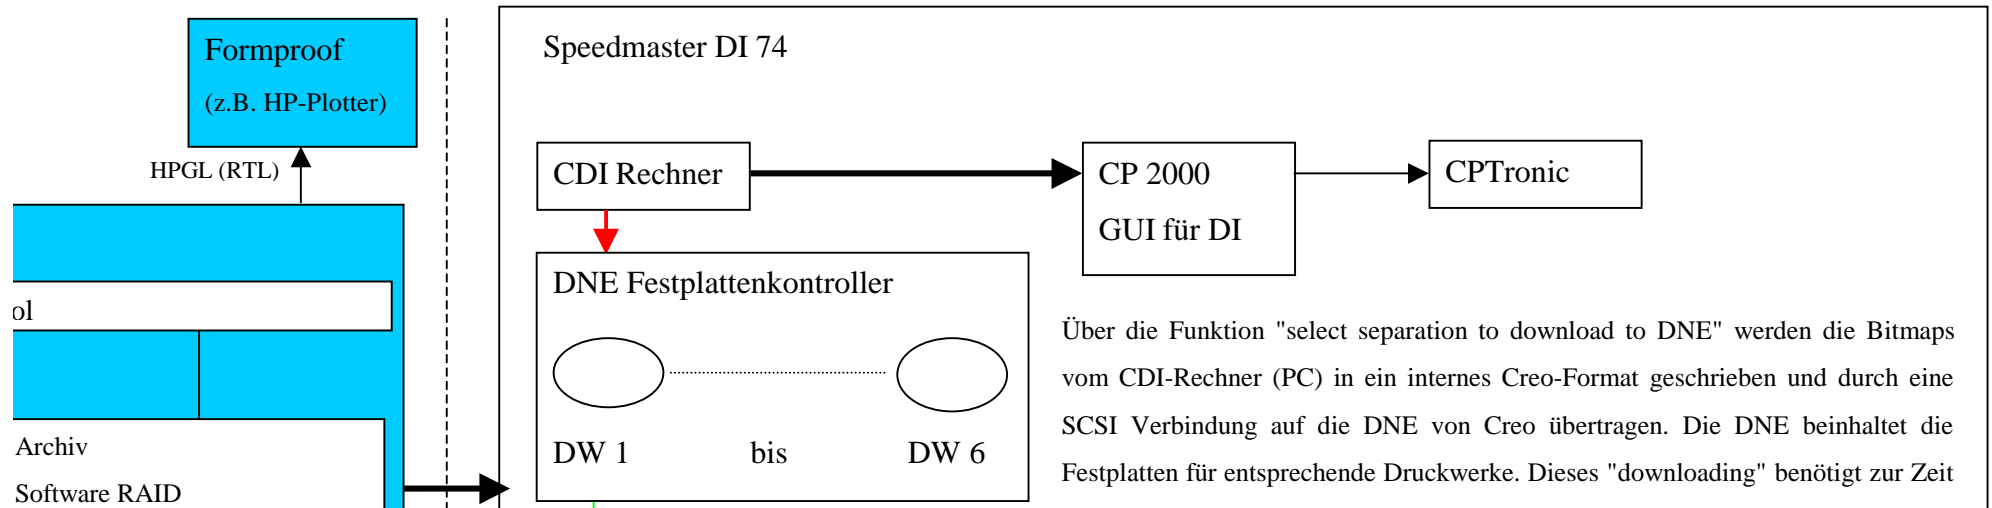 Formproof
(z.B. HP-Plotter)
HPGL (RTL)
ol
Archiv
Software RAID
Speedmaster DI 74
CDI Rechner
CP 2000
GUI für DI
CPTronic
DNE Festplattenkontroller
DW 1 bis DW 6
Über die Funktion "select separation to download to DNE" werden die Bitmaps
vom CDI-Rechner (PC) in ein internes Creo-Format geschrieben und durch eine
SCSI Verbindung auf die DNE von Creo übertragen. Die DNE beinhaltet die
Festplatten für entsprechende Druckwerke. Dieses "downloading" benötigt zur Zeit